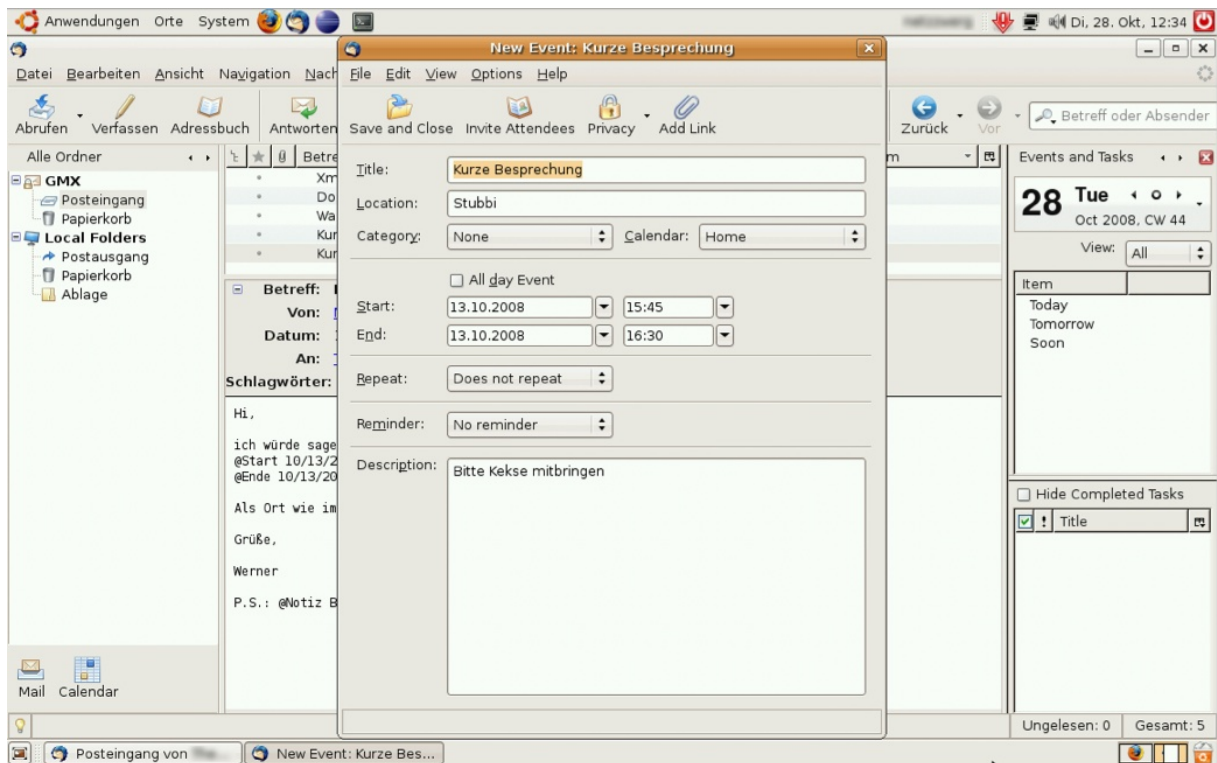 Anwendungen Orte System
Di, 28. Okt, 12:34
New Event: Kurze Besprechung
Datei Bearbeiten Ansicht Navigation Nach
File Edit View Options Help
Abrufen Verfassen Adressbuch Antworten
Save and Close Invite Attendees Privacy Add Link
Zurück Vor Betreff oder Absender
Alle Ordner
GMX
Posteingang
Papierkorb
Local Folders
Postausgang
Papierkorb
Ablage
Mail Calendar
Betre
Xm
Do
Wa
Kur
Kur
Betreff:
Von:
Datum:
An:
Schlagwörter:
Hi,
ich würde sage
@Start 10/13/2
@Ende 10/13/20
Als Ort wie im
Grüße,
Werner
P.S.: @Notiz B
Title: Kurze Besprechung
Location: Stubbi
Category: None Calendar: Home
All day Event
Start: 13.10.2008 15:45
End: 13.10.2008 16:30
Repeat: Does not repeat
Reminder: No reminder
Description: Bitte Kekse mitbringen
m
Events and Tasks
28 Tue
Oct 2008, CW 44
View: All
Item
Today
Tomorrow
Soon
Hide Completed Tasks
! Title
Ungelesen: 0 Gesamt: 5
Posteingang von
New Event: Kurze Bes...